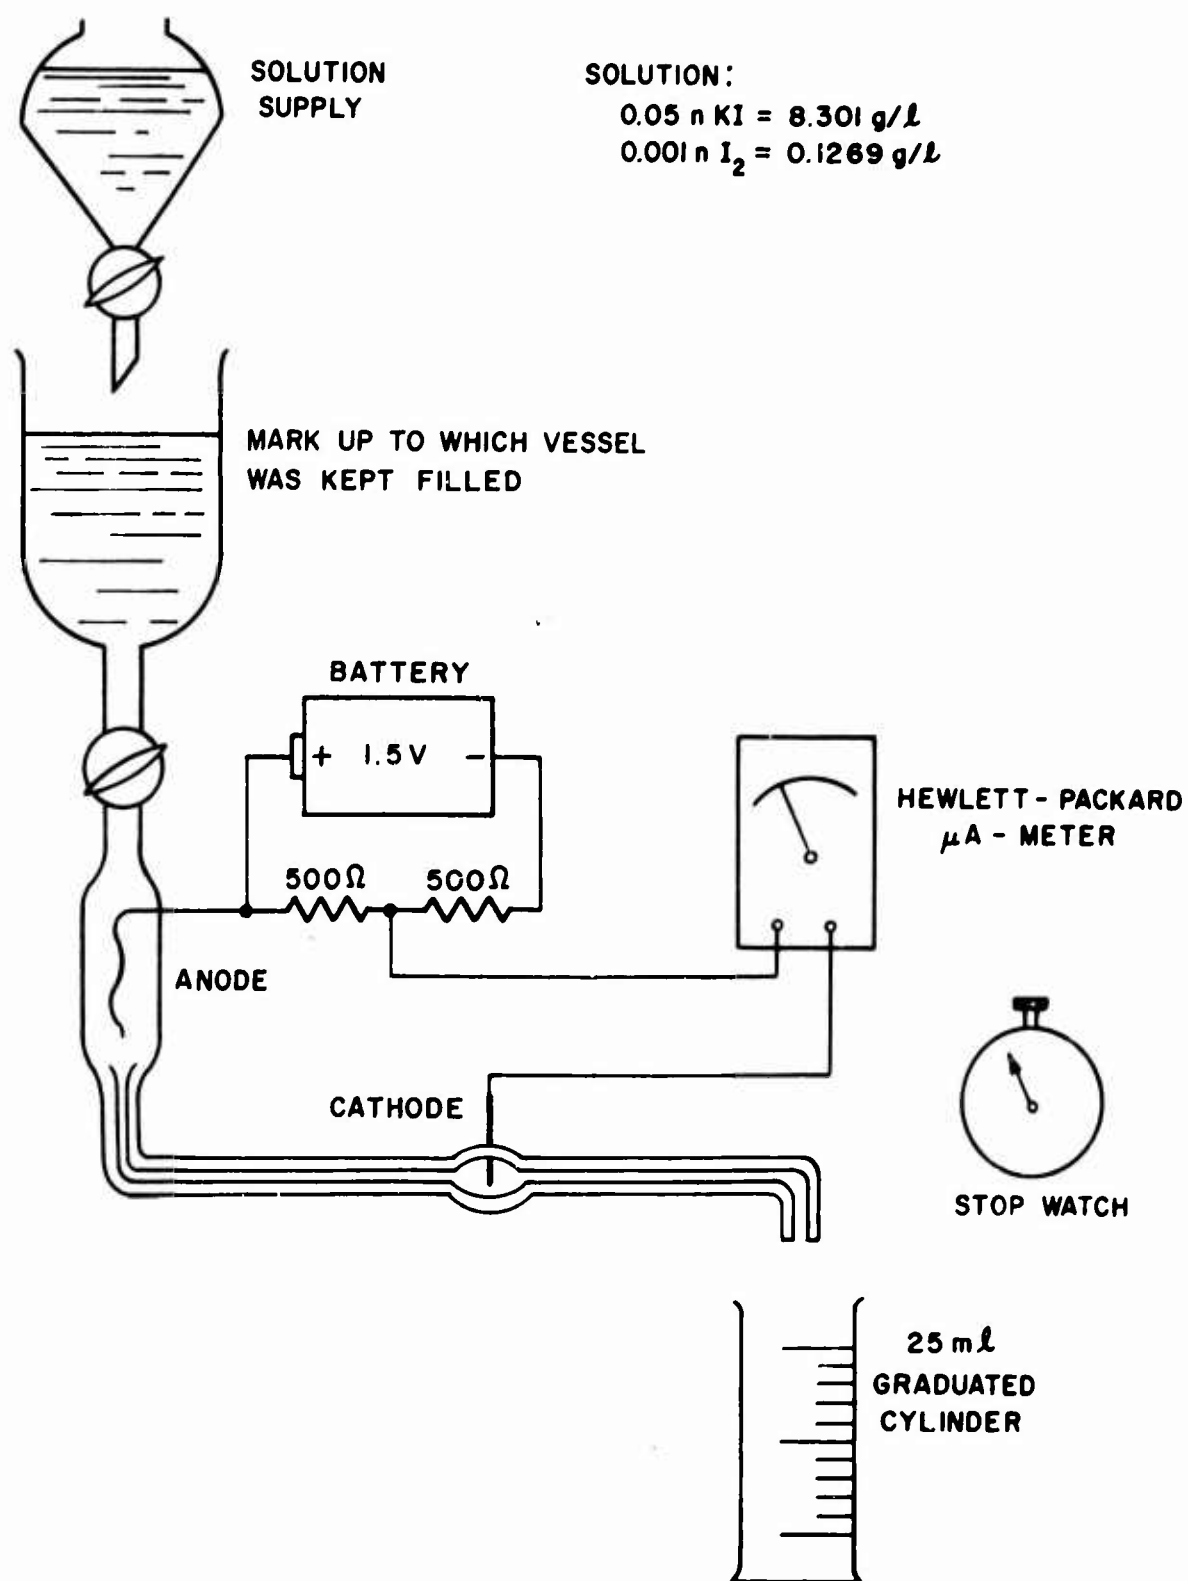 SOLUTION
SUPPLY
SOLUTION:
0.05 n KI = 8.301 g/ℓ
0.001 n I₂ = 0.1269 g/ℓ
MARK UP TO WHICH VESSEL
WAS KEPT FILLED
BATTERY
+ 1.5 V −
500Ω 500Ω
HEWLETT - PACKARD
μA - METER
ANODE
CATHODE
STOP WATCH
25 mℓ
GRADUATED
CYLINDER